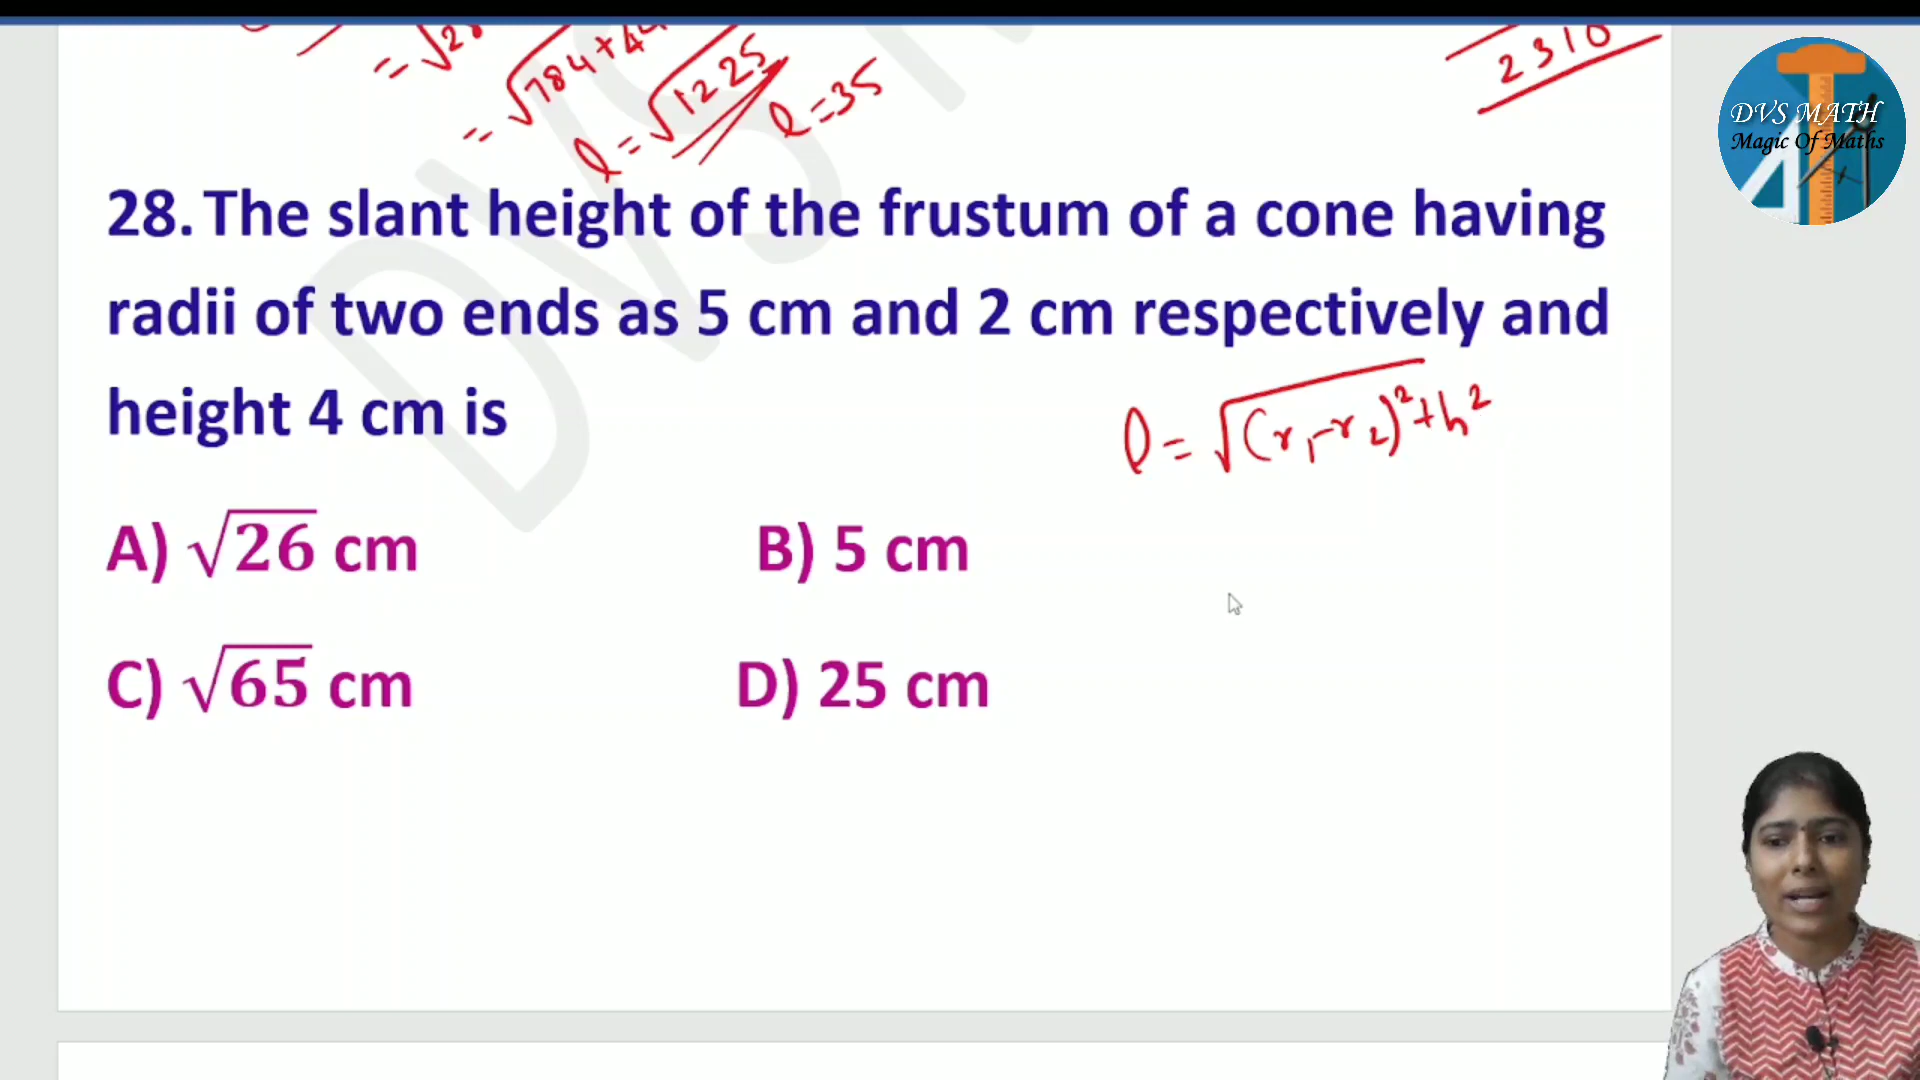 = √28
= √784+44
l = √1225
l = 35
2310
DVS MATH
Magic Of Maths
28. The slant height of the frustum of a cone having
radii of two ends as 5 cm and 2 cm respectively and
height 4 cm is
l = √(r₁-r₂)²+h²
A) √26 cm B) 5 cm
C) √65 cm D) 25 cm